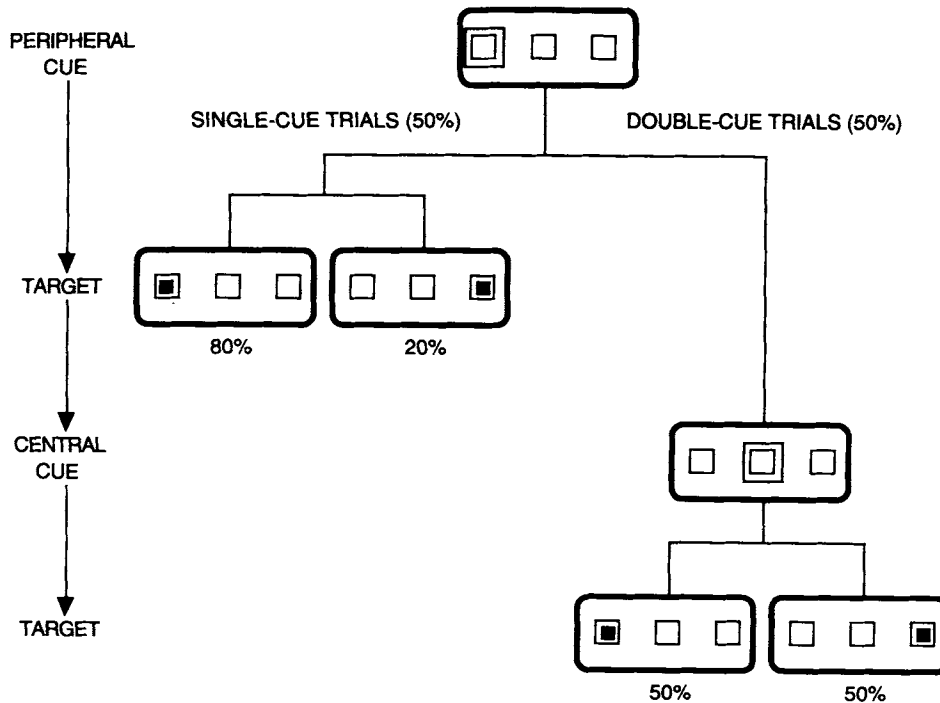 PERIPHERAL
CUE
SINGLE-CUE TRIALS (50%)
DOUBLE-CUE TRIALS (50%)
TARGET
80%
20%
CENTRAL
CUE
TARGET
50%
50%